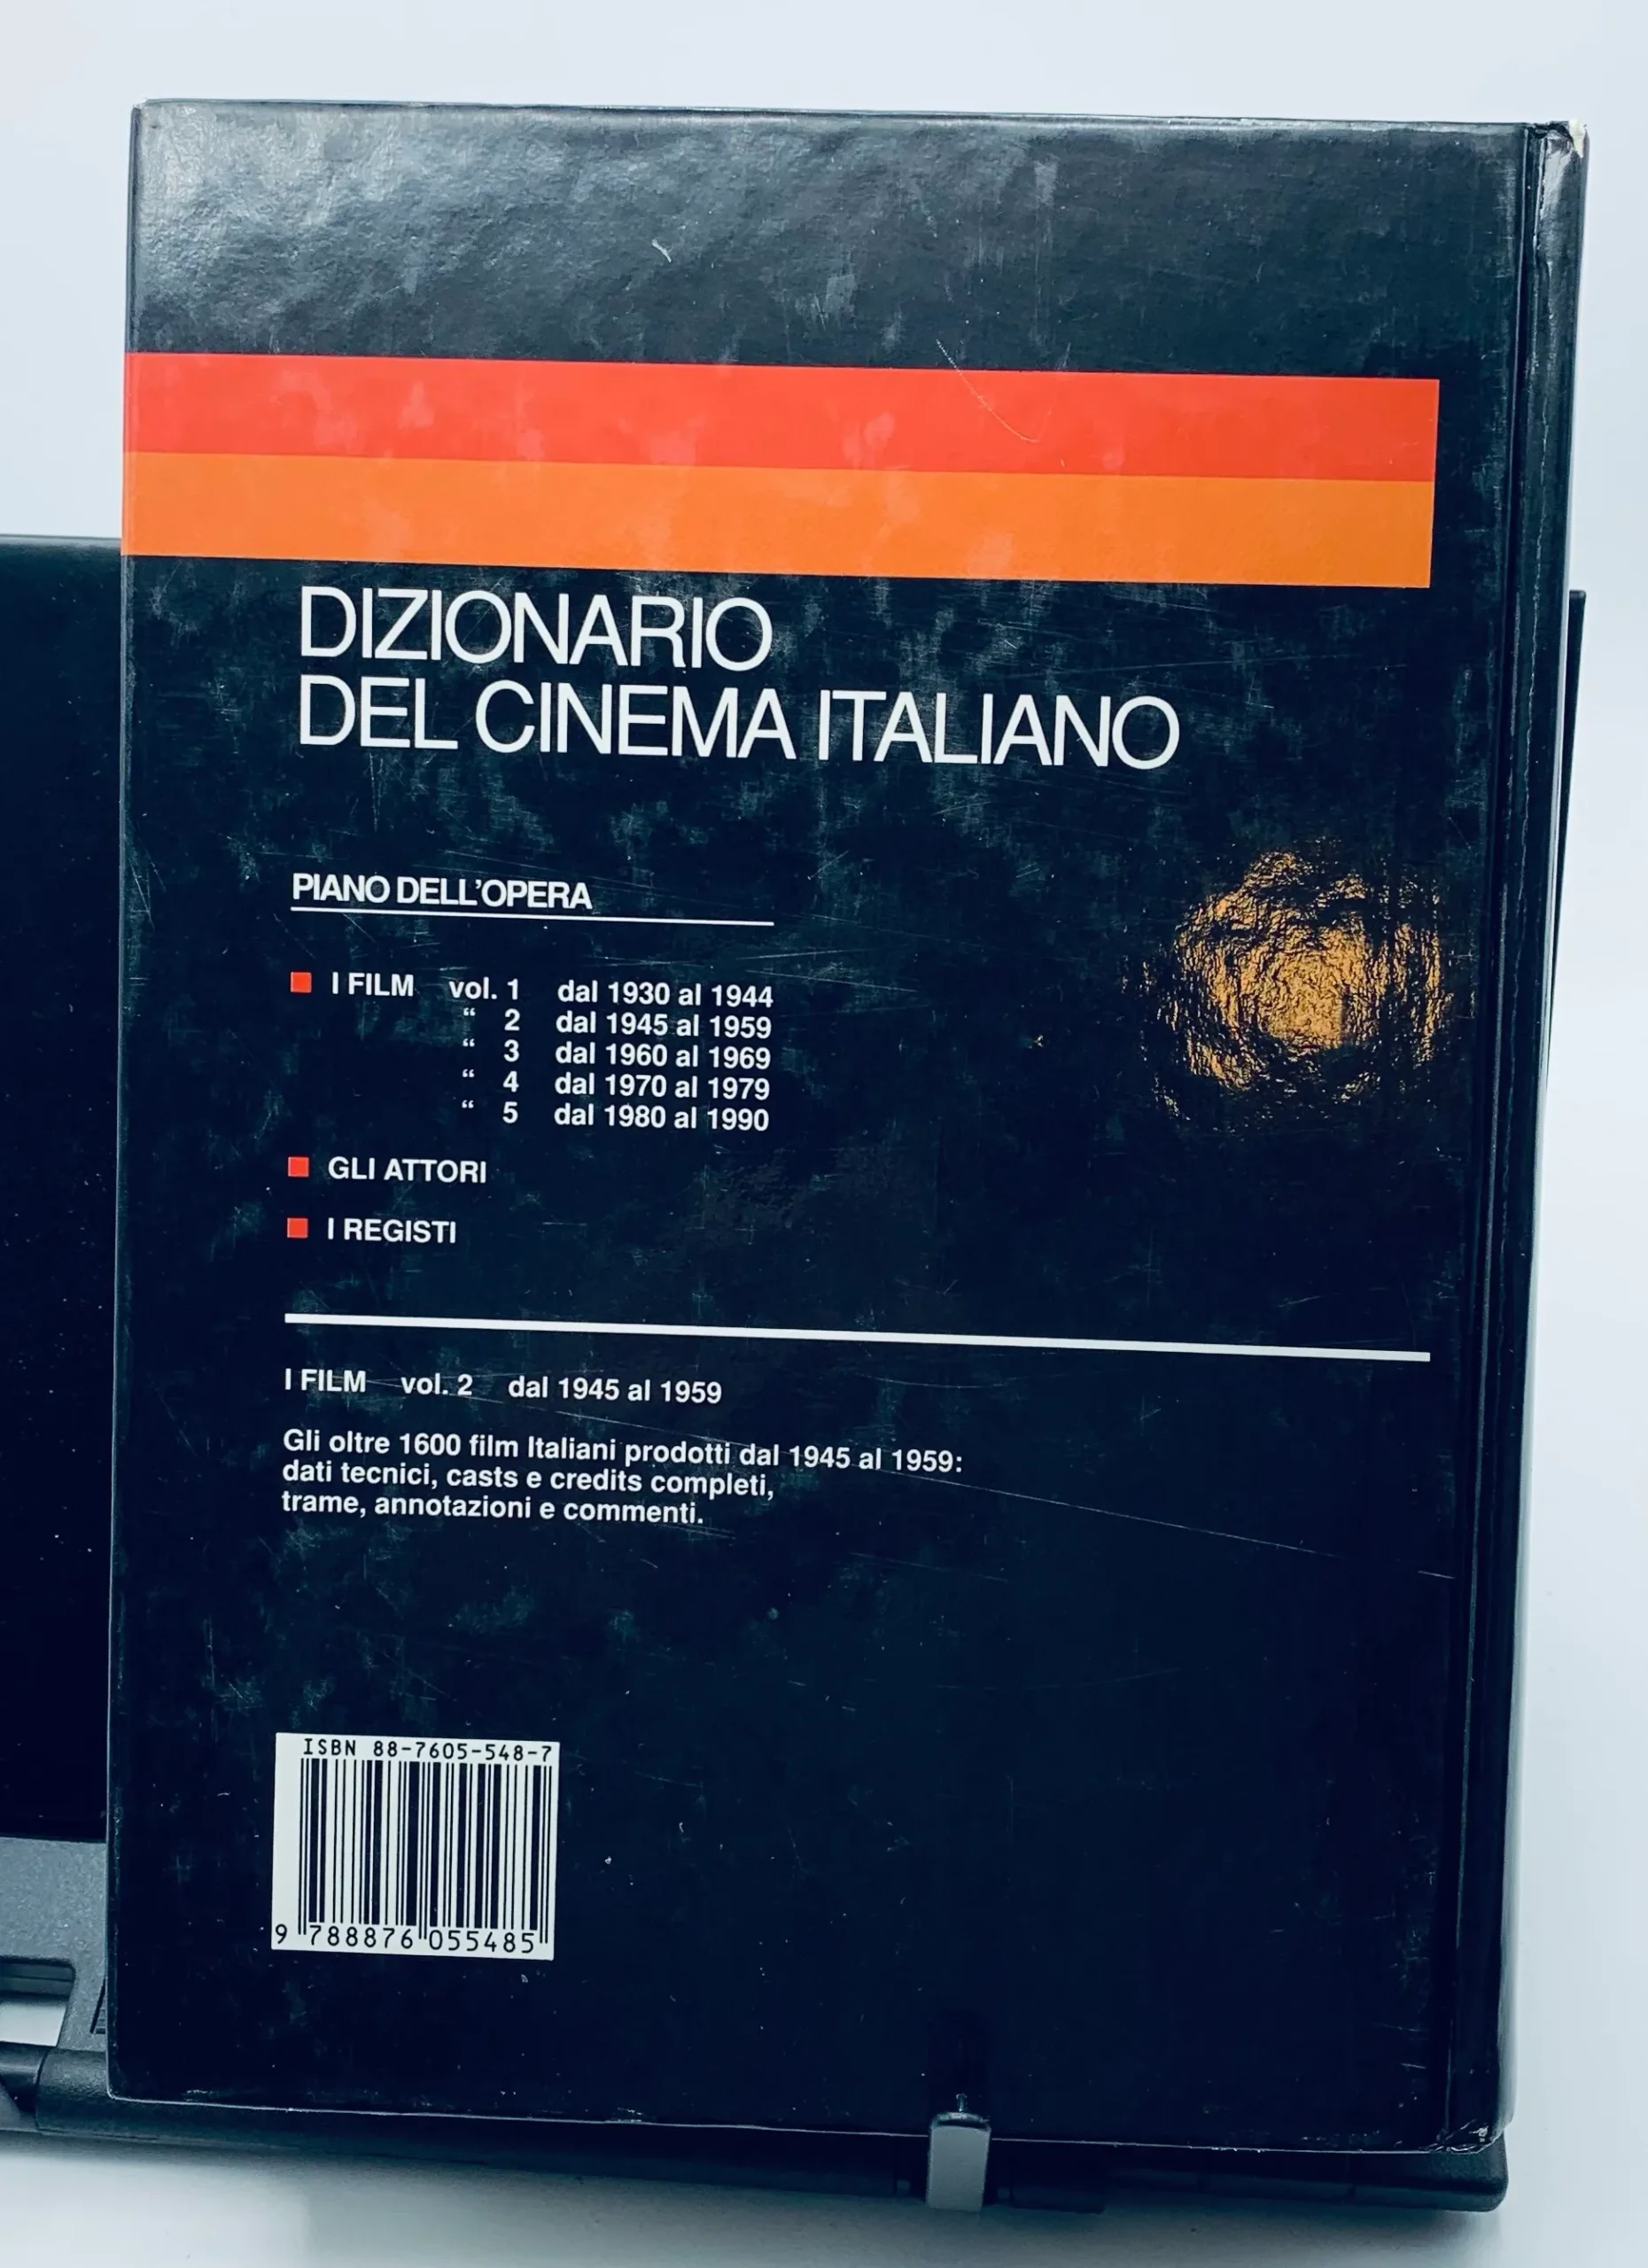 DIZIONARIO
DEL CINEMA ITALIANO
PIANO DELL'OPERA
I FILM vol. 1 dal 1930 al 1944
“ 2 dal 1945 al 1959
“ 3 dal 1960 al 1969
“ 4 dal 1970 al 1979
“ 5 dal 1980 al 1990
GLI ATTORI
I REGISTI
I FILM vol. 2 dal 1945 al 1959
Gli oltre 1600 film Italiani prodotti dal 1945 al 1959:
dati tecnici, casts e credits completi,
trame, annotazioni e commenti.
ISBN 88-7605-548-7
9 788876 055485